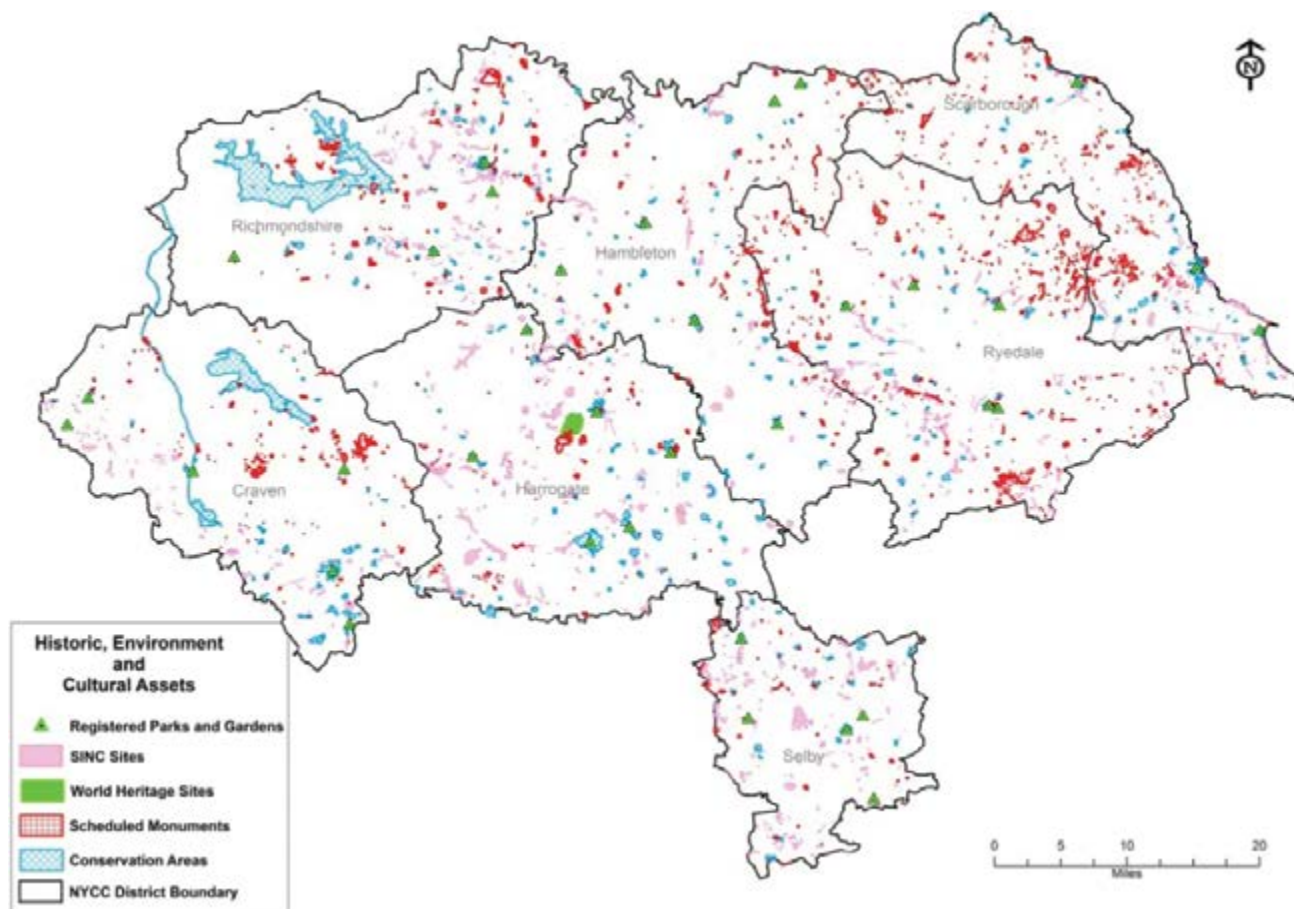 N
Scarborough
Richmondshire
Hambleton
Ryedale
Craven
Harrogate
Selby
Historic, Environment
and
Cultural Assets
Registered Parks and Gardens
SINC Sites
World Heritage Sites
Scheduled Monuments
Conservation Areas
NYCC District Boundary
0 5 10 20
Miles